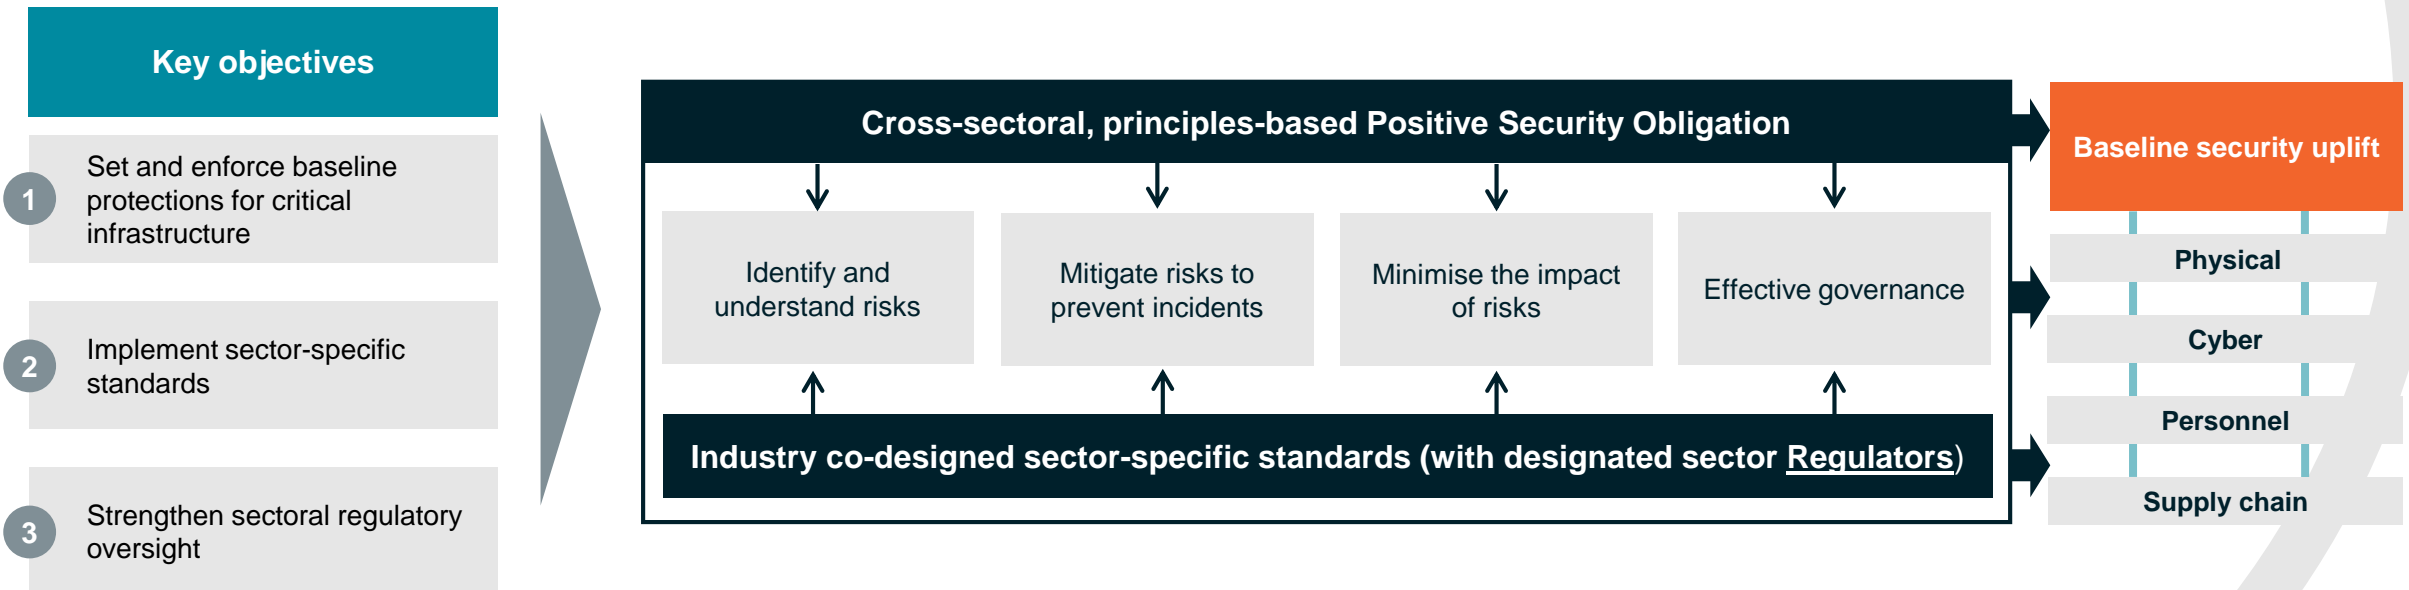 Key objectives
1
Set and enforce baseline
protections for critical
infrastructure
2
Implement sector-specific
standards
3
Strengthen sectoral regulatory
oversight
Cross-sectoral, principles-based Positive Security Obligation
Identify and
understand risks
Mitigate risks to
prevent incidents
Minimise the impact
of risks
Effective governance
Industry co-designed sector-specific standards (with designated sector Regulators)
Baseline security uplift
Physical
Cyber
Personnel
Supply chain